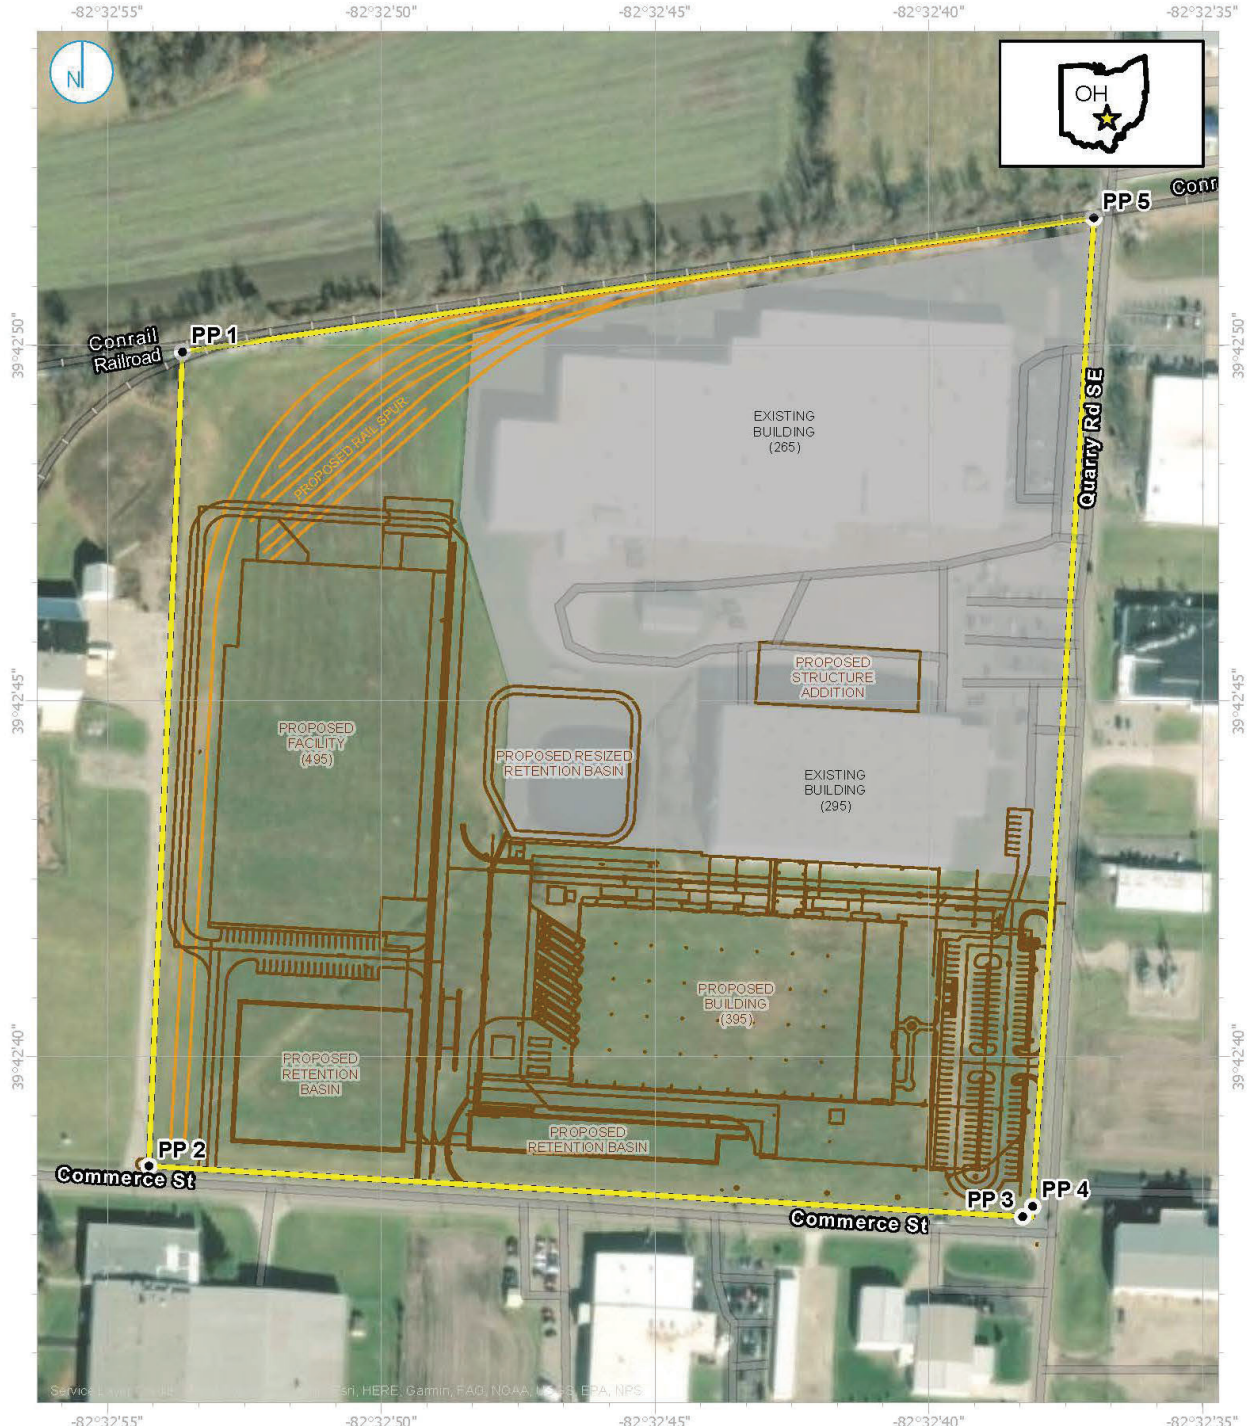 -82°32'55"
-82°32'50"
-82°32'45"
-82°32'40"
-82°32'35"
N
OH
Conr
PP 5
39°42'50"
39°42'50"
Conrail
Railroad
PP 1
Quarry Rd SE
EXISTING
BUILDING
(265)
PROPOSED RAIL SPUR
39°42'45"
39°42'45"
PROPOSED
STRUCTURE
ADDITION
PROPOSED
FACILITY
(495)
PROPOSED RESIZED
RETENTION BASIN
EXISTING
BUILDING
(295)
PROPOSED
BUILDING
(395)
39°42'40"
39°42'40"
PROPOSED
RETENTION
BASIN
PROPOSED
RETENTION BASIN
PP 2
Commerce St
PP 3
PP 4
Commerce St
Esri, HERE, Garmin, FAO, NOAA, USGS, EPA, NPS
-82°32'55"
-82°32'50"
-82°32'45"
-82°32'40"
-82°32'35"